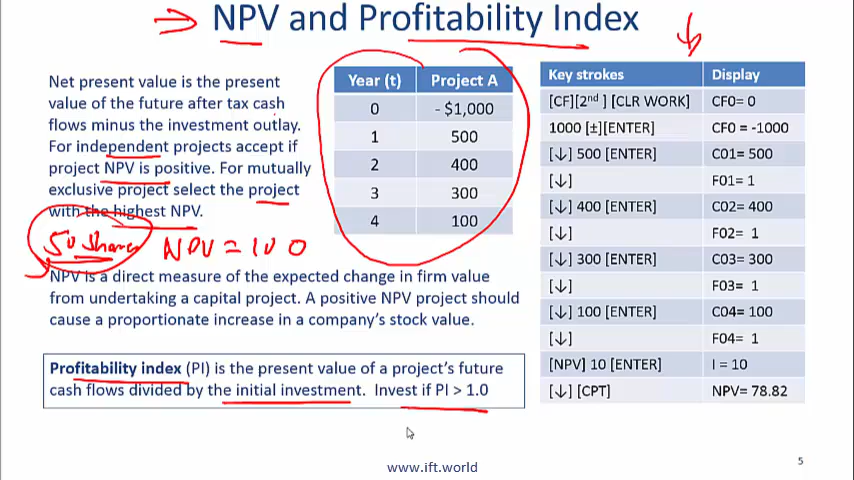 NPV and Profitability Index
Net present value is the present
value of the future after tax cash
flows minus the investment outlay.
For independent projects accept if
project NPV is positive. For mutually
exclusive project select the project
with the highest NPV.
50 shares NPV = 100
NPV is a direct measure of the expected change in firm value
from undertaking a capital project. A positive NPV project should
cause a proportionate increase in a company's stock value.
Profitability index (PI) is the present value of a project's future
cash flows divided by the initial investment. Invest if PI > 1.0
Year (t) Project A
0 - $1,000
1 500
2 400
3 300
4 100
Key strokes Display
[CF][2nd ] [CLR WORK] CF0= 0
1000 [±][ENTER] CF0 = -1000
[↓] 500 [ENTER] C01= 500
[↓] F01= 1
[↓] 400 [ENTER] C02= 400
[↓] F02= 1
[↓] 300 [ENTER] C03= 300
[↓] F03= 1
[↓] 100 [ENTER] C04= 100
[↓] F04= 1
[NPV] 10 [ENTER] I = 10
[↓] [CPT] NPV= 78.82
www.ift.world
5